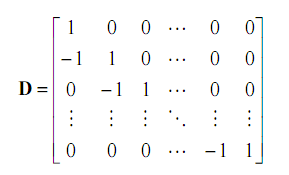 1 0 0 ⋯ 0 0
−1 1 0 ⋯ 0 0
D = 0 −1 1 ⋯ 0 0
⋮ ⋮ ⋮ ⋱ ⋮ ⋮
0 0 0 ⋯ −1 1